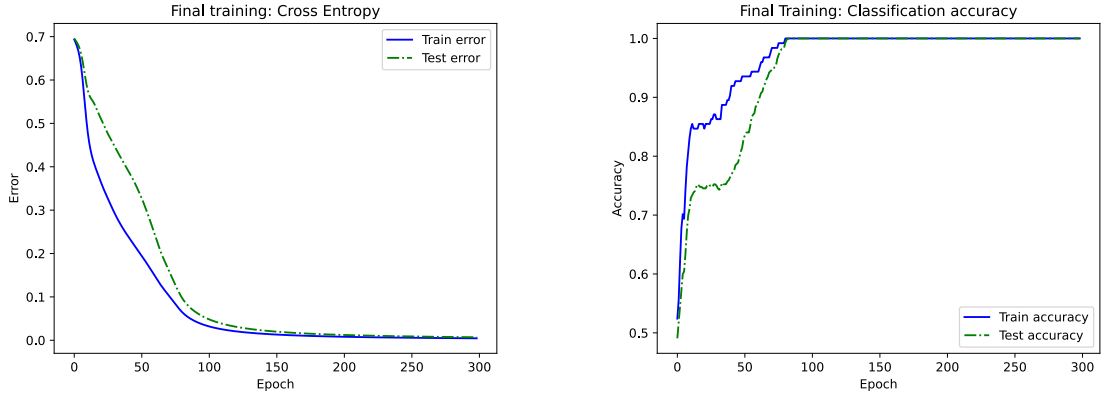 Final training: Cross Entropy
0.7
0.6
0.5
0.4
0.3
0.2
0.1
0.0
Error
0 50 100 150 200 250 300
Epoch
Train error
Test error
Final Training: Classification accuracy
1.0
0.9
0.8
0.7
0.6
0.5
Accuracy
0 50 100 150 200 250 300
Epoch
Train accuracy
Test accuracy